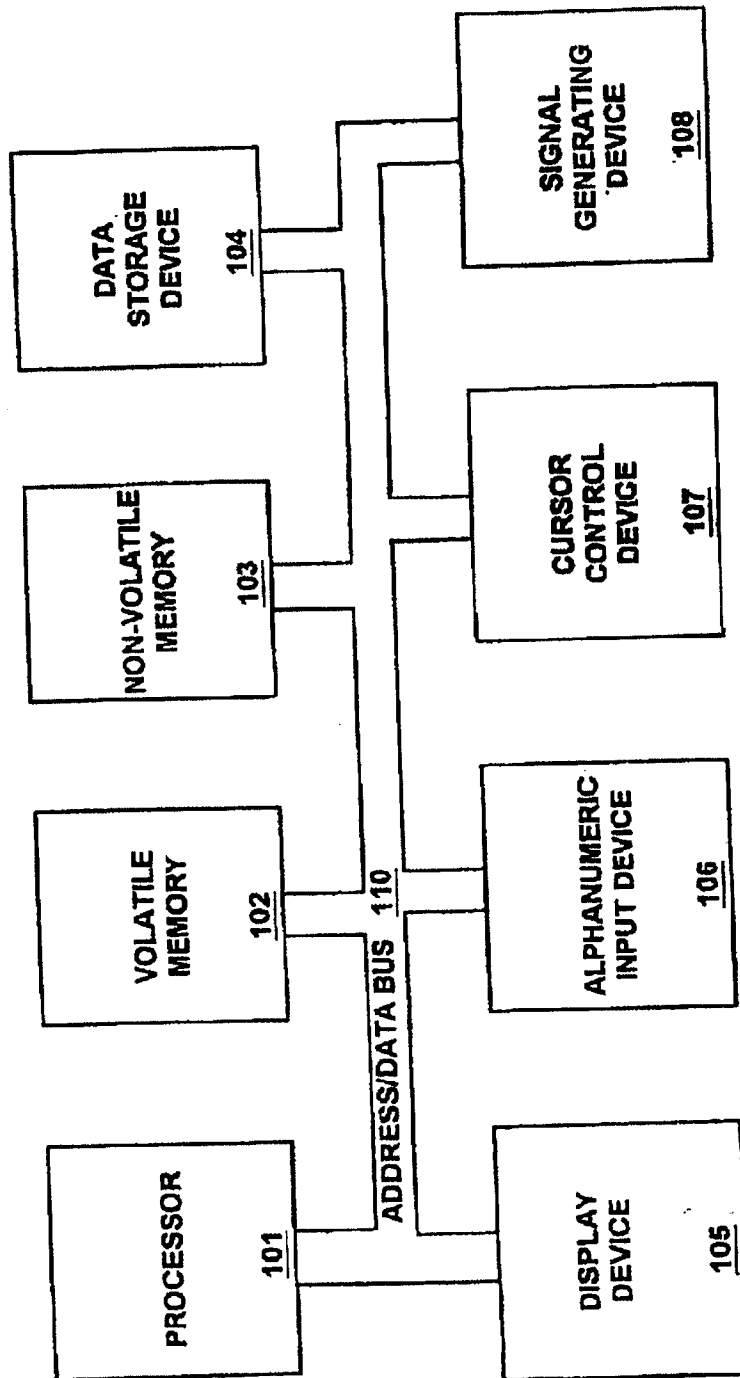 PROCESSOR
101
VOLATILE
MEMORY
102
NON-VOLATILE
MEMORY
103
DATA
STORAGE
DEVICE
104
ADDRESS/DATA BUS 110
DISPLAY
DEVICE
105
ALPHANUMERIC
INPUT DEVICE
106
CURSOR
CONTROL
DEVICE
107
SIGNAL
GENERATING
DEVICE
108